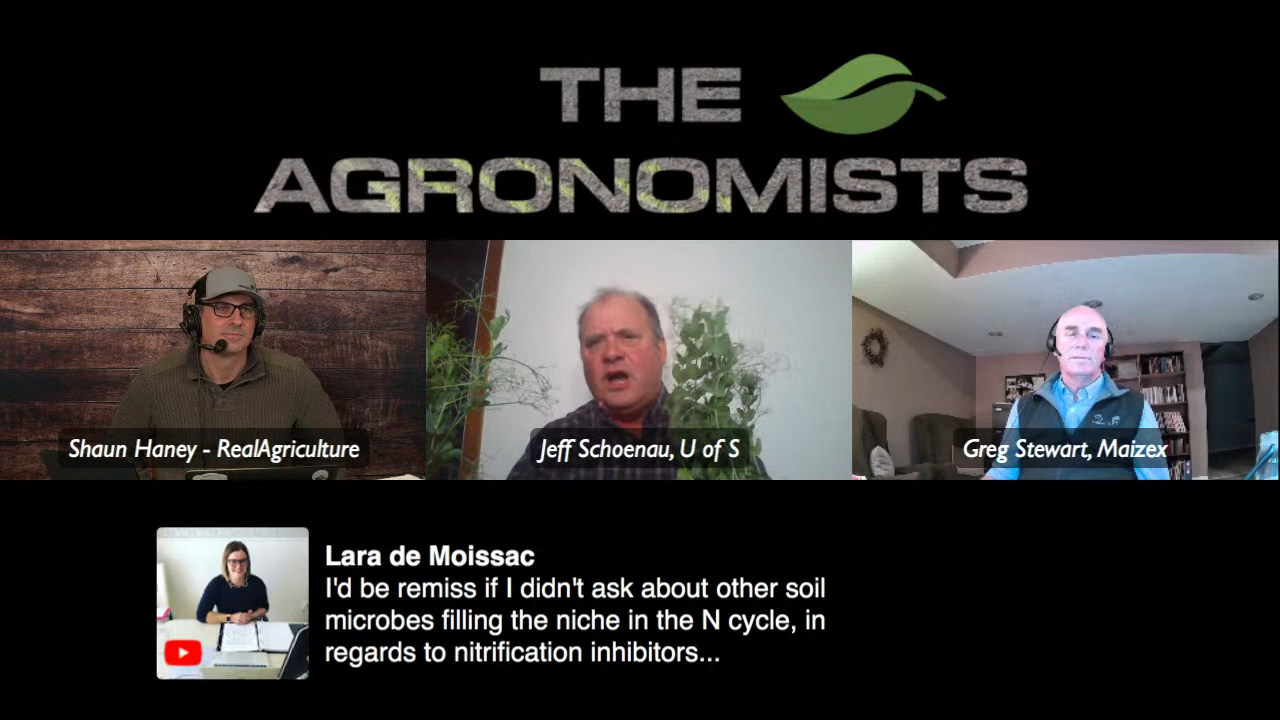 THE
AGRONOMISTS
Shaun Haney - RealAgriculture
Jeff Schoenau, U of S
Greg Stewart, Maizex
Lara de Moissac
I'd be remiss if I didn't ask about other soil
microbes filling the niche in the N cycle, in
regards to nitrification inhibitors...